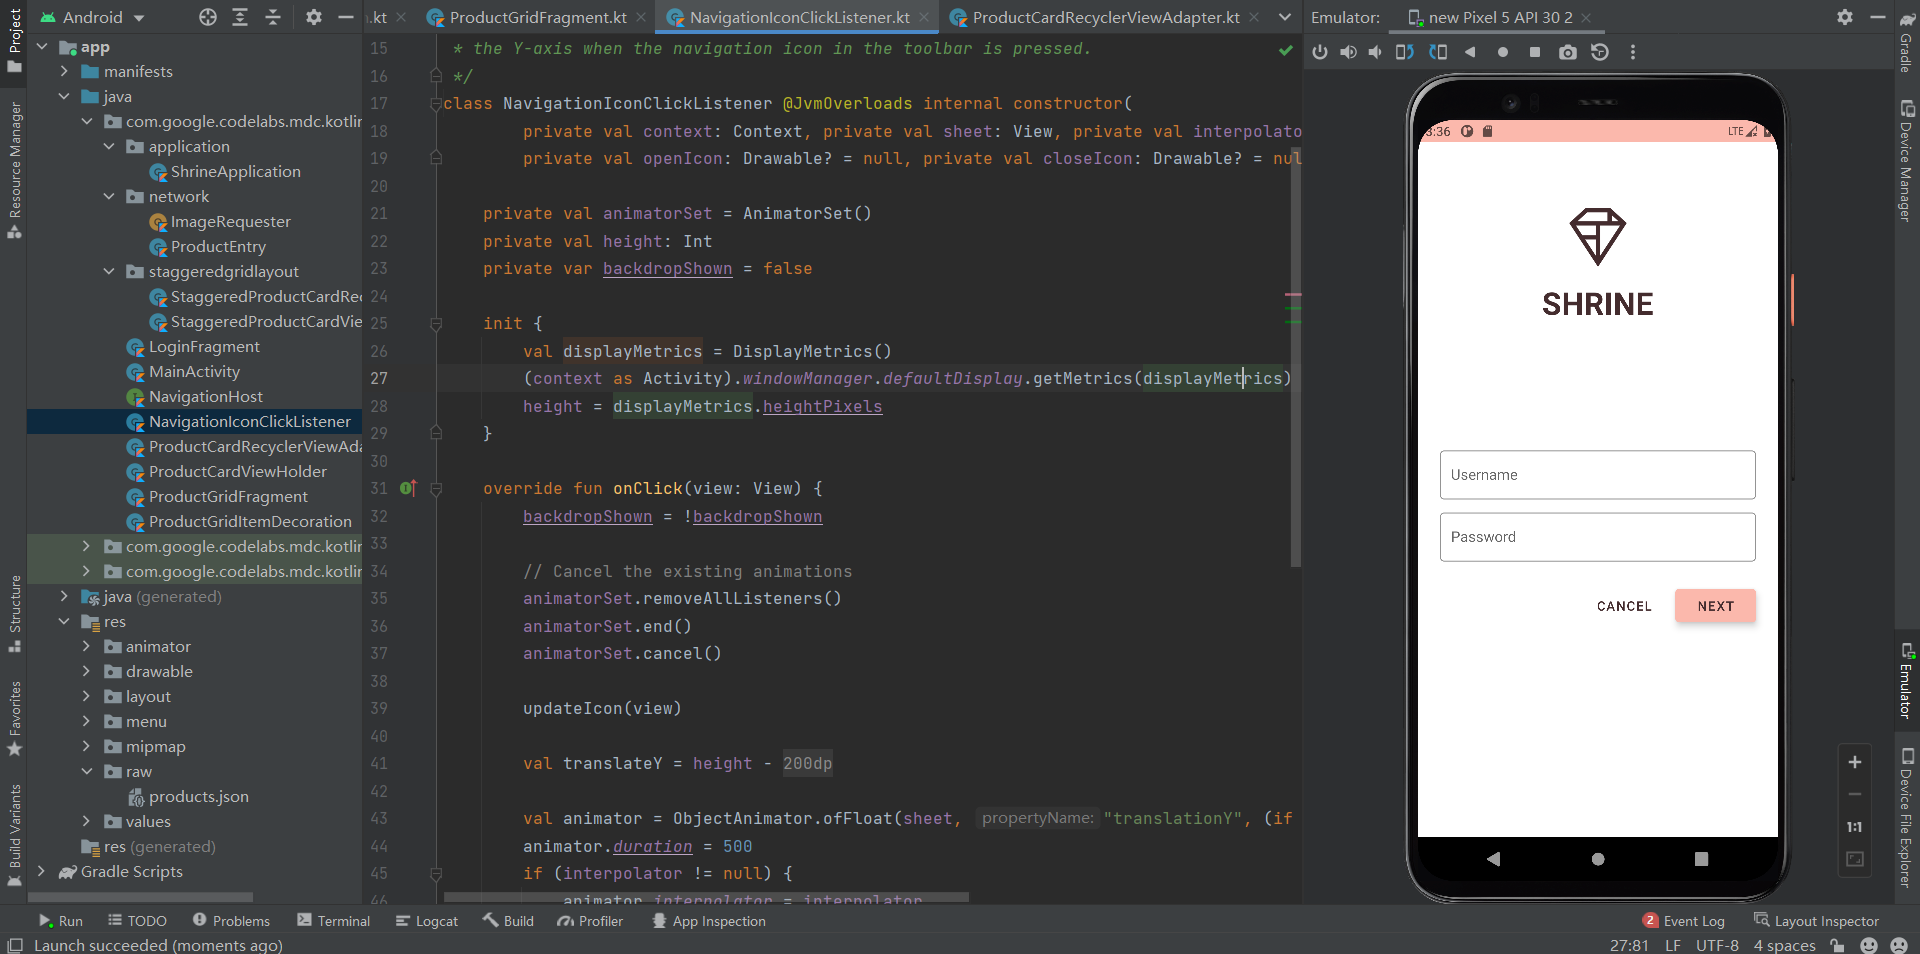 Android
.kt
ProductGridFragment.kt
NavigationIconClickListener.kt
ProductCardRecyclerViewAdapter.kt
Emulator:
new Pixel 5 API 30 2
Project
Resource Manager
Structure
Favorites
Build Variants
app
manifests
java
com.google.codelabs.mdc.kotlin
application
ShrineApplication
network
ImageRequester
ProductEntry
staggeredgridlayout
StaggeredProductCardRec
StaggeredProductCardVie
LoginFragment
MainActivity
NavigationHost
NavigationIconClickListener
ProductCardRecyclerViewAda
ProductCardViewHolder
ProductGridFragment
ProductGridItemDecoration
com.google.codelabs.mdc.kotlin
com.google.codelabs.mdc.kotlin
java (generated)
res
animator
drawable
layout
menu
mipmap
raw
products.json
values
res (generated)
Gradle Scripts
15 * the Y-axis when the navigation icon in the toolbar is pressed.
16 */
17 class NavigationIconClickListener @JvmOverloads internal constructor(
18 private val context: Context, private val sheet: View, private val interpolato
19 private val openIcon: Drawable? = null, private val closeIcon: Drawable? = nul
20
21 private val animatorSet = AnimatorSet()
22 private val height: Int
23 private var backdropShown = false
24
25 init {
26 val displayMetrics = DisplayMetrics()
27 (context as Activity).windowManager.defaultDisplay.getMetrics(displayMetrics)
28 height = displayMetrics.heightPixels
29 }
30
31 override fun onClick(view: View) {
32 backdropShown = !backdropShown
33
34 // Cancel the existing animations
35 animatorSet.removeAllListeners()
36 animatorSet.end()
37 animatorSet.cancel()
38
39 updateIcon(view)
40
41 val translateY = height - 200dp
42
43 val animator = ObjectAnimator.ofFloat(sheet, propertyName: "translationY", (if
44 animator.duration = 500
45 if (interpolator != null) {
46 animator.interpolator = interpolator
3:36
LTE
SHRINE
Username
Password
CANCEL
NEXT
1:1
Gradle
Device Manager
Emulator
Device File Explorer
Run
TODO
Problems
Terminal
Logcat
Build
Profiler
App Inspection
2
Event Log
Layout Inspector
Launch succeeded (moments ago)
27:81
LF
UTF-8
4 spaces